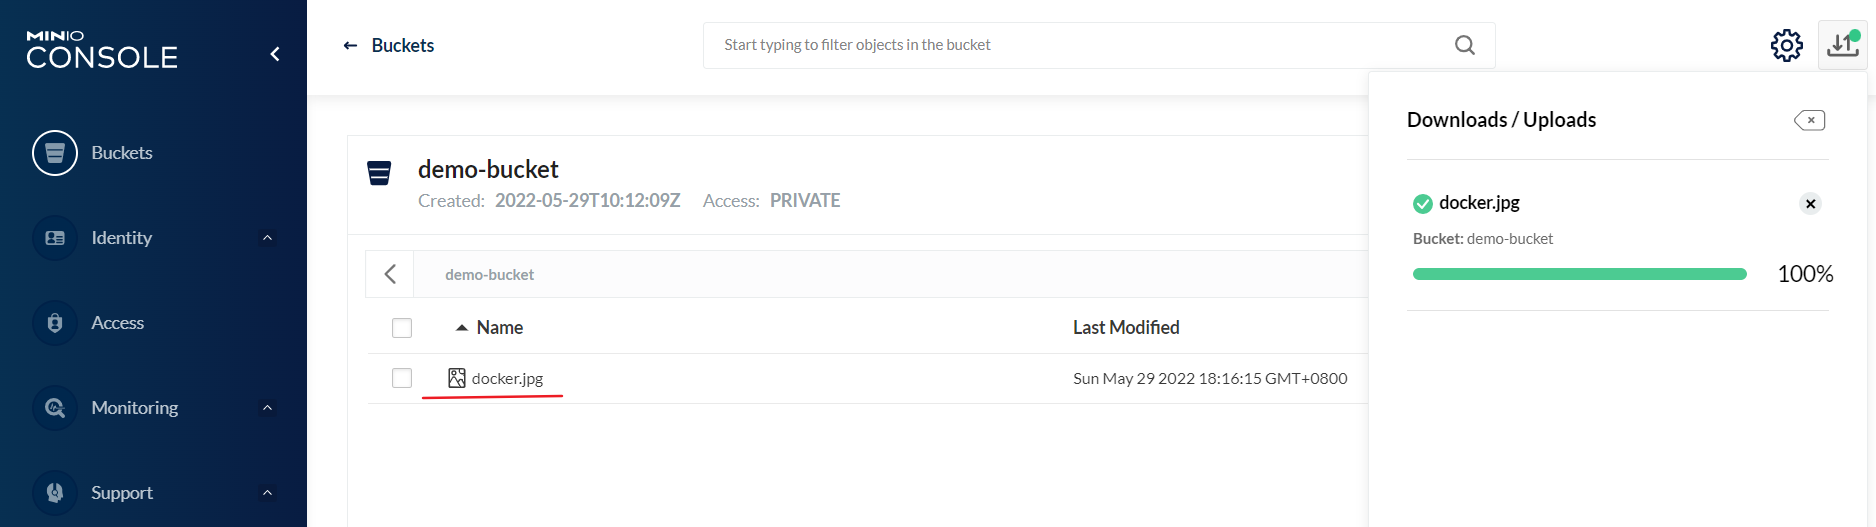 MINIO
CONSOLE
Buckets
Identity
Access
Monitoring
Support
Buckets
Start typing to filter objects in the bucket
demo-bucket
Created: 2022-05-29T10:12:09Z Access: PRIVATE
demo-bucket
Name Last Modified
docker.jpg Sun May 29 2022 18:16:15 GMT+0800
Downloads / Uploads
docker.jpg
Bucket: demo-bucket
100%